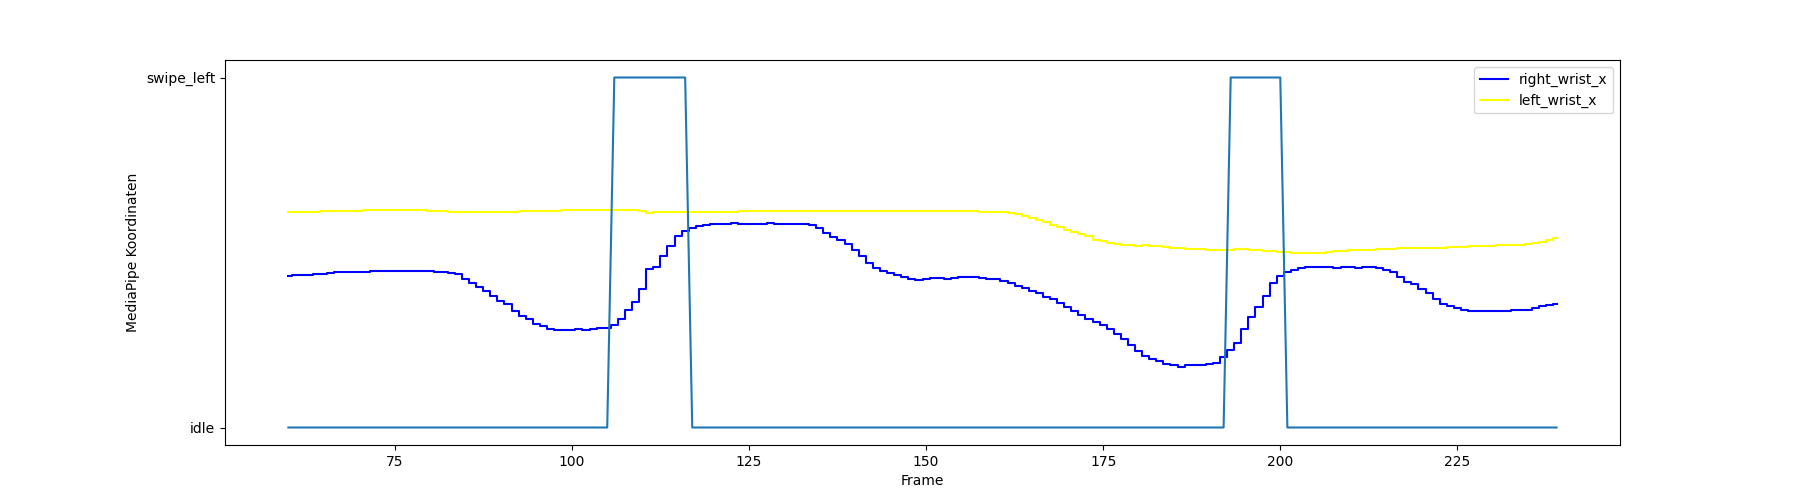 swipe_left
idle
MediaPipe Koordinaten
right_wrist_x
left_wrist_x
75
100
125
150
175
200
225
Frame